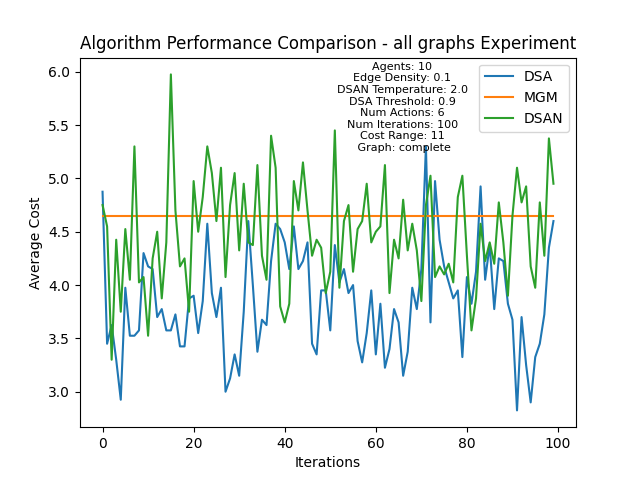 Algorithm Performance Comparison - all graphs Experiment
Agents: 10
Edge Density: 0.1
DSAN Temperature: 2.0
DSA Threshold: 0.9
Num Actions: 6
Num Iterations: 100
Cost Range: 11
Graph: complete
DSA
MGM
DSAN
6.0
5.5
5.0
4.5
4.0
3.5
3.0
Average Cost
0
20
40
60
80
100
Iterations